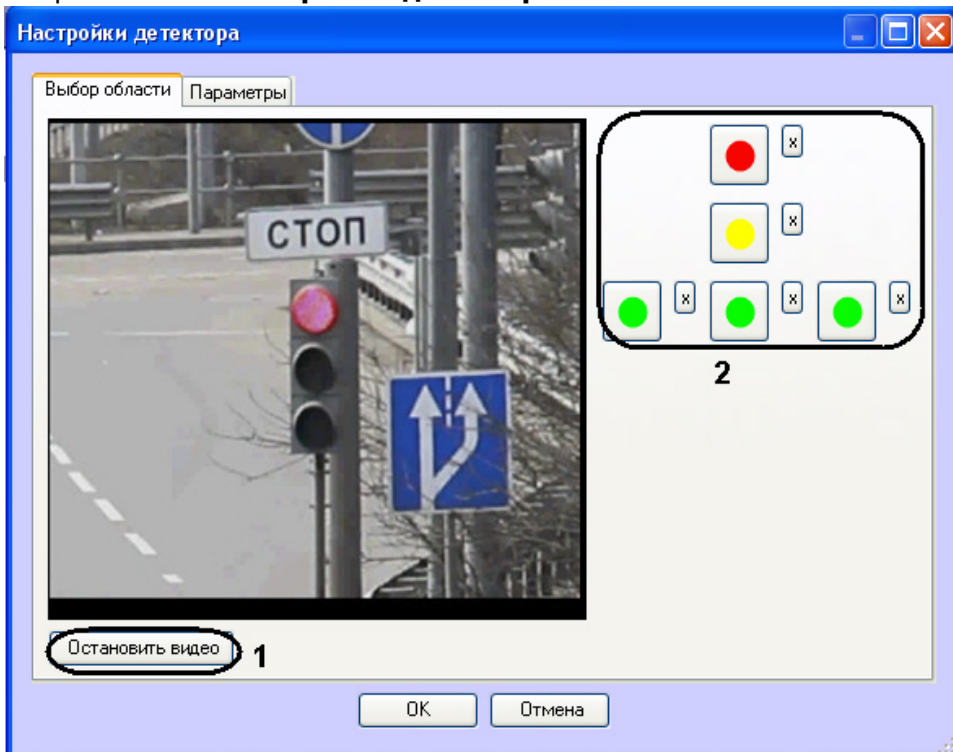 Настройки детектора
Выбор области
Параметры
СТОП
x
x
x
x
x
2
Остановить видео
1
OK
Отмена